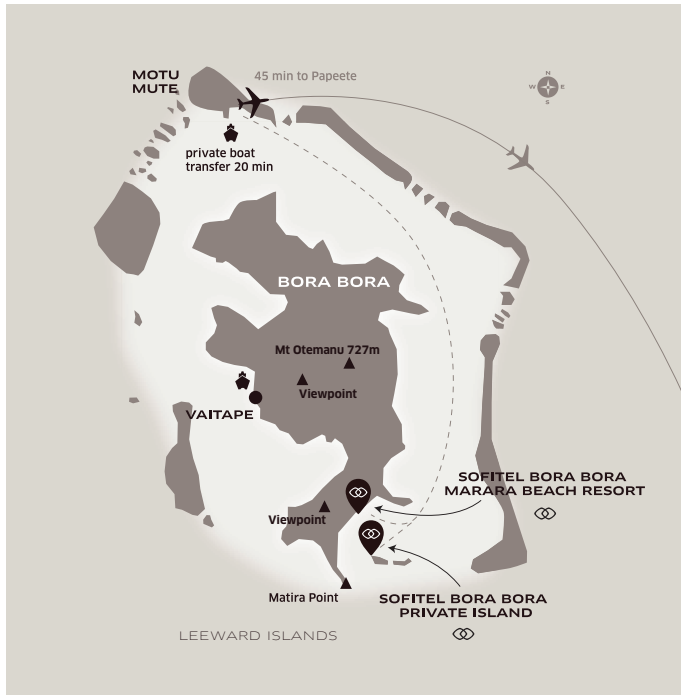 MOTU
MUTE
45 min to Papeete
N
W E
S
private boat
transfer 20 min
BORA BORA
Mt Otemanu 727m
Viewpoint
VAITAPE
SOFITEL BORA BORA
MARARA BEACH RESORT
Viewpoint
Matira Point
SOFITEL BORA BORA
PRIVATE ISLAND
LEEWARD ISLANDS